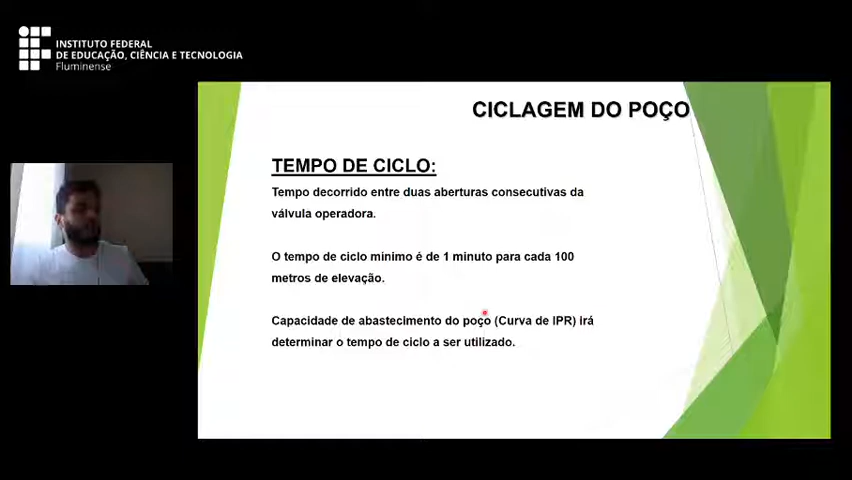 INSTITUTO FEDERAL
DE EDUCAÇÃO, CIÊNCIA E TECNOLOGIA
Fluminense
CICLAGEM DO POÇO
TEMPO DE CICLO:
Tempo decorrido entre duas aberturas consecutivas da
válvula operadora.
O tempo de ciclo mínimo é de 1 minuto para cada 100
metros de elevação.
Capacidade de abastecimento do poço (Curva de IPR) irá
determinar o tempo de ciclo a ser utilizado.